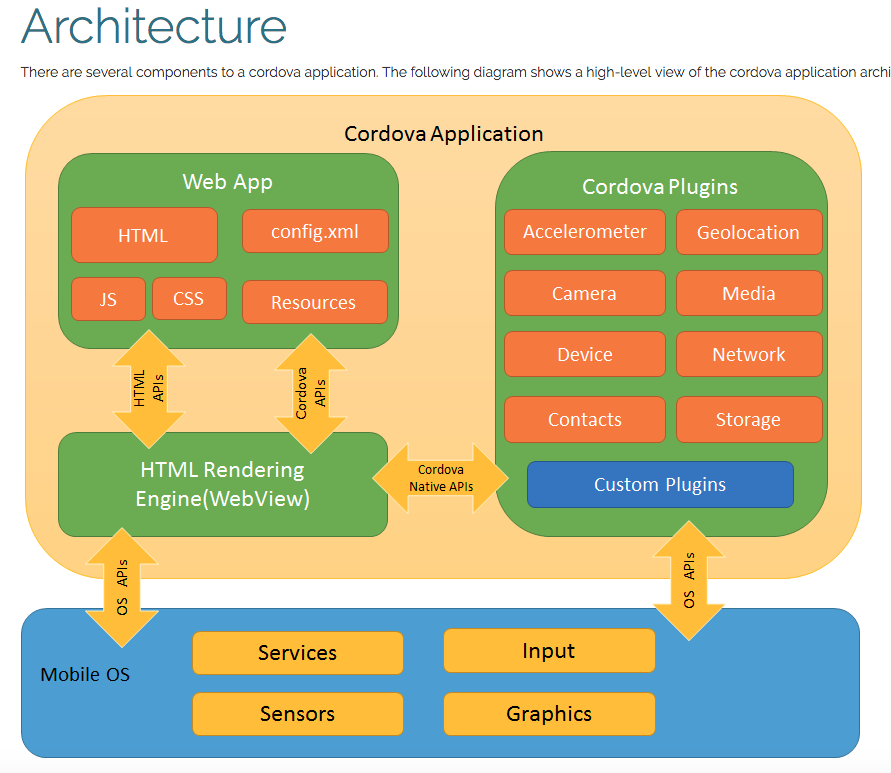 Architecture
There are several components to a cordova application. The following diagram shows a high-level view of the cordova application archi
Cordova Application
Web App
HTML
config.xml
JS
CSS
Resources
Cordova Plugins
Accelerometer
Geolocation
Camera
Media
Device
Network
Contacts
Storage
Custom Plugins
HTML
APIs
Cordova
APIs
HTML Rendering
Engine(WebView)
Cordova
Native APIs
OS APIs
OS APIs
Mobile OS
Services
Input
Sensors
Graphics